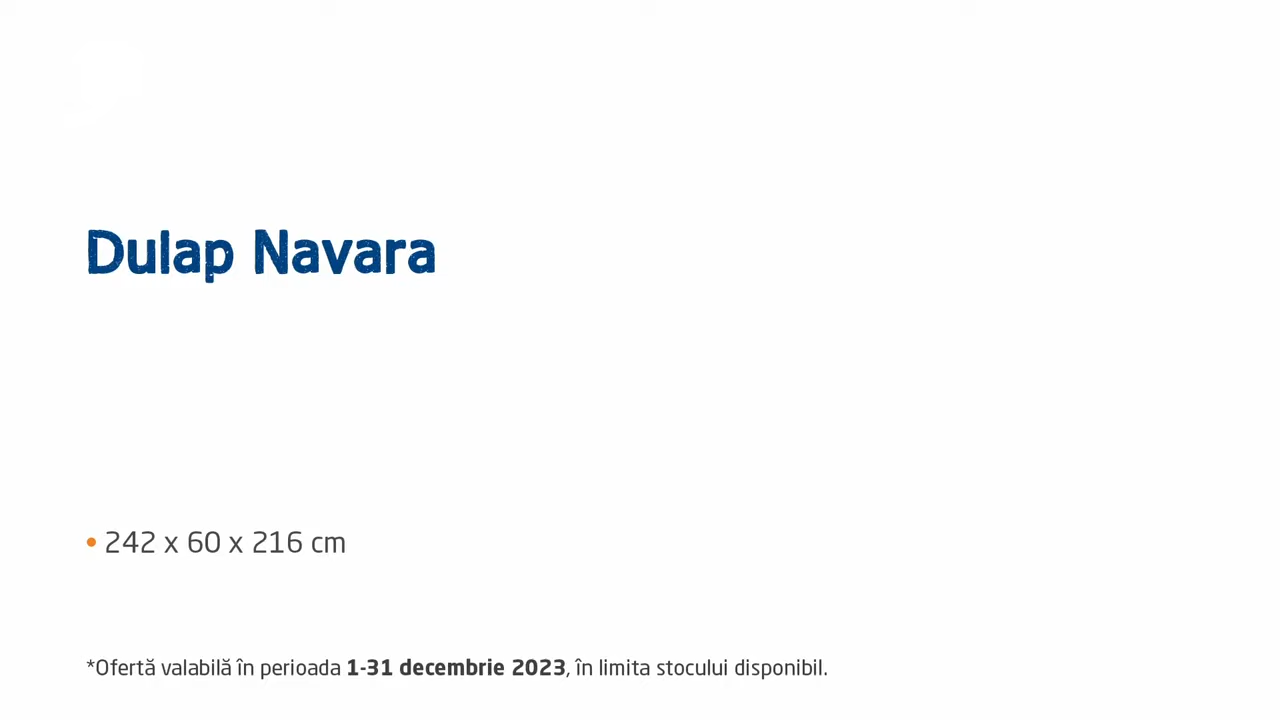 Dulap Navara
• 242 x 60 x 216 cm
*Ofertă valabilă în perioada 1-31 decembrie 2023, în limita stocului disponibil.